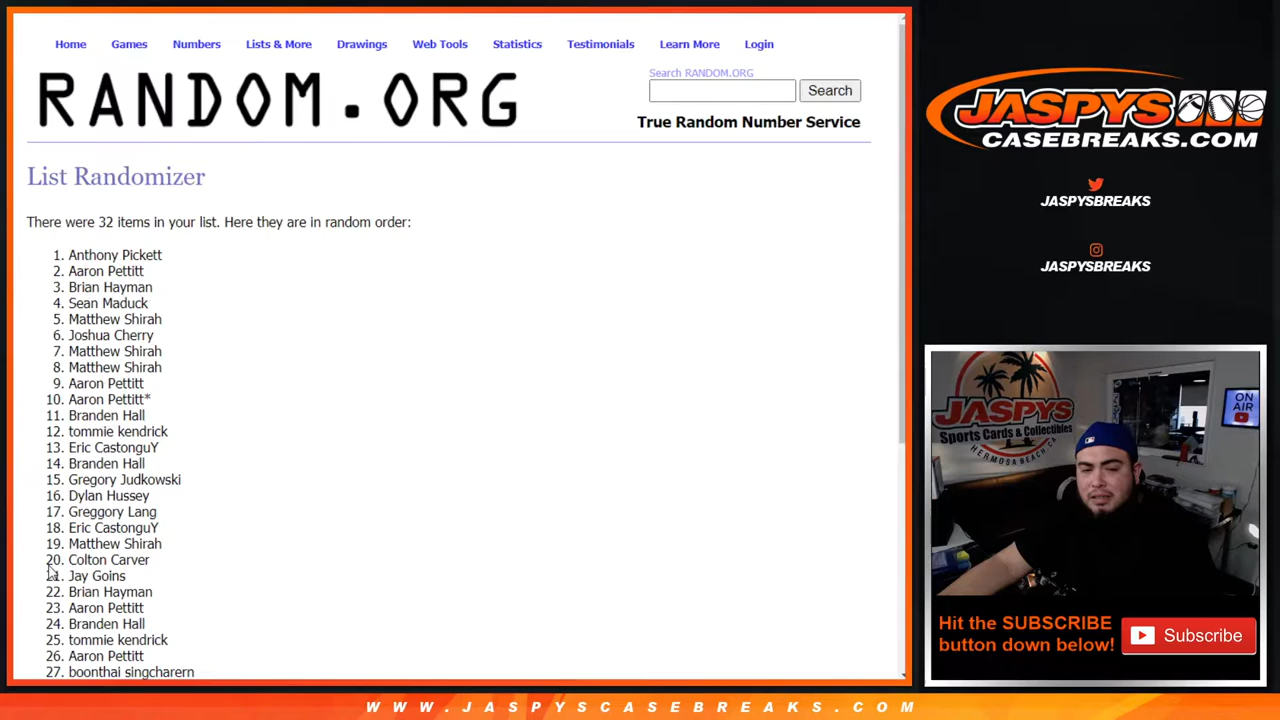 Home Games Numbers Lists & More Drawings Web Tools Statistics Testimonials Learn More Login
RANDOM.ORG
Search RANDOM.ORG
Search
True Random Number Service
List Randomizer
There were 32 items in your list. Here they are in random order:
1. Anthony Pickett
2. Aaron Pettitt
3. Brian Hayman
4. Sean Maduck
5. Matthew Shirah
6. Joshua Cherry
7. Matthew Shirah
8. Matthew Shirah
9. Aaron Pettitt
10. Aaron Pettitt*
11. Branden Hall
12. tommie kendrick
13. Eric CastonguY
14. Branden Hall
15. Gregory Judkowski
16. Dylan Hussey
17. Greggory Lang
18. Eric CastonguY
19. Matthew Shirah
20. Colton Carver
21. Jay Goins
22. Brian Hayman
23. Aaron Pettitt
24. Branden Hall
25. tommie kendrick
26. Aaron Pettitt
27. boonthai singcharern
JASPYS
CASEBREAKS.COM
JASPYSBREAKS
JASPYSBREAKS
JASPYS
Sports Cards & Collectibles
HERMOSA BEACH, CA
ON
AIR
Hit the SUBSCRIBE
button down below!
Subscribe
WWW.JASPYSCASEBREAKS.COM